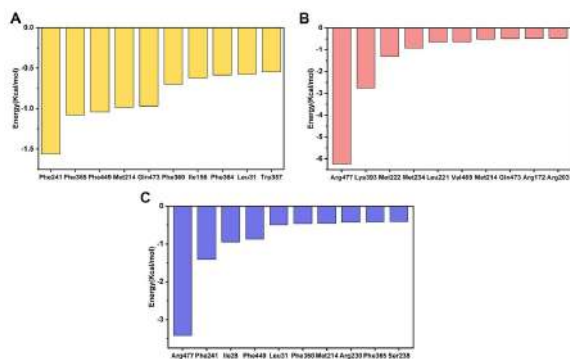 A
0.0
-0.5
-1.0
-1.5
Energy(Kcal/mol)
Phe241 Phe365 Phe449 Met214 Gln473 Phe360 Ile156 Phe364 Leu31 Trp357
B
0
-1
-2
-3
-4
-5
-6
Energy(Kcal/mol)
Arg477 Lys393 Met222 Met234 Leu221 Val469 Met214 Gln473 Arg172 Arg263
C
0
-1
-2
-3
Energy(Kcal/mol)
Arg477 Phe241 Ile28 Phe449 Leu31 Phe360 Met214 Arg230 Phe365 Ser238